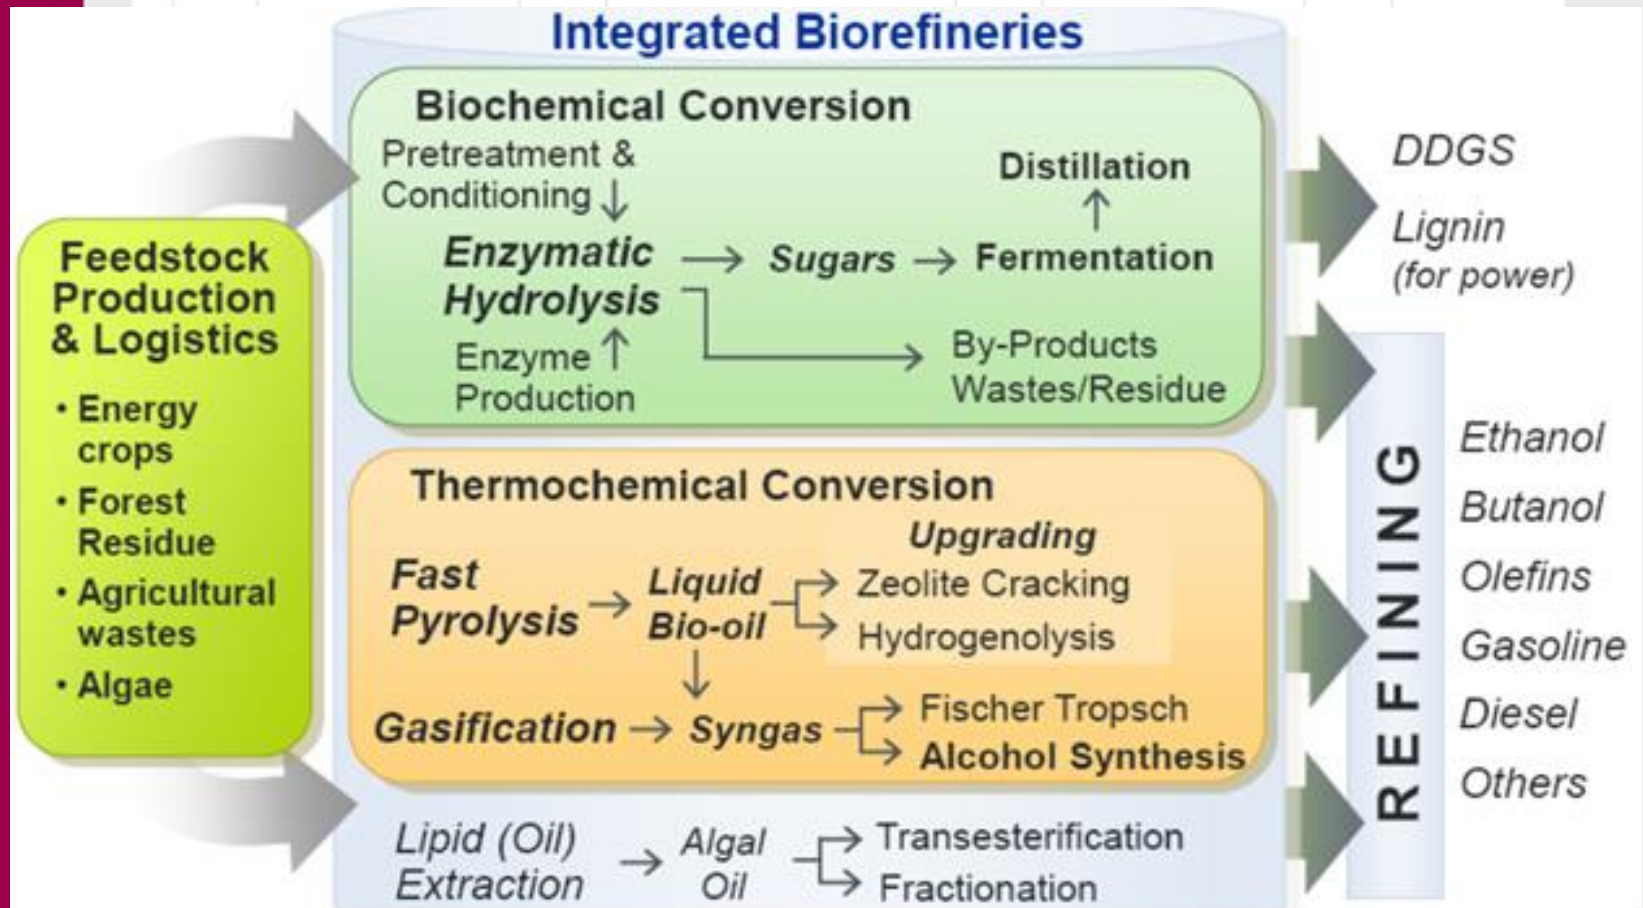 Integrated Biorefineries
Feedstock
Production
& Logistics
• Energy
crops
• Forest
Residue
• Agricultural
wastes
• Algae
Biochemical Conversion
Pretreatment &
Conditioning
Enzymatic
Hydrolysis
Enzyme
Production
Sugars
Fermentation
Distillation
By-Products
Wastes/Residue
Thermochemical Conversion
Fast
Pyrolysis
Liquid
Bio-oil
Upgrading
Zeolite Cracking
Hydrogenolysis
Gasification
Syngas
Fischer Tropsch
Alcohol Synthesis
Lipid (Oil)
Extraction
Algal
Oil
Transesterification
Fractionation
DDGS
Lignin
(for power)
REFINING
Ethanol
Butanol
Olefins
Gasoline
Diesel
Others